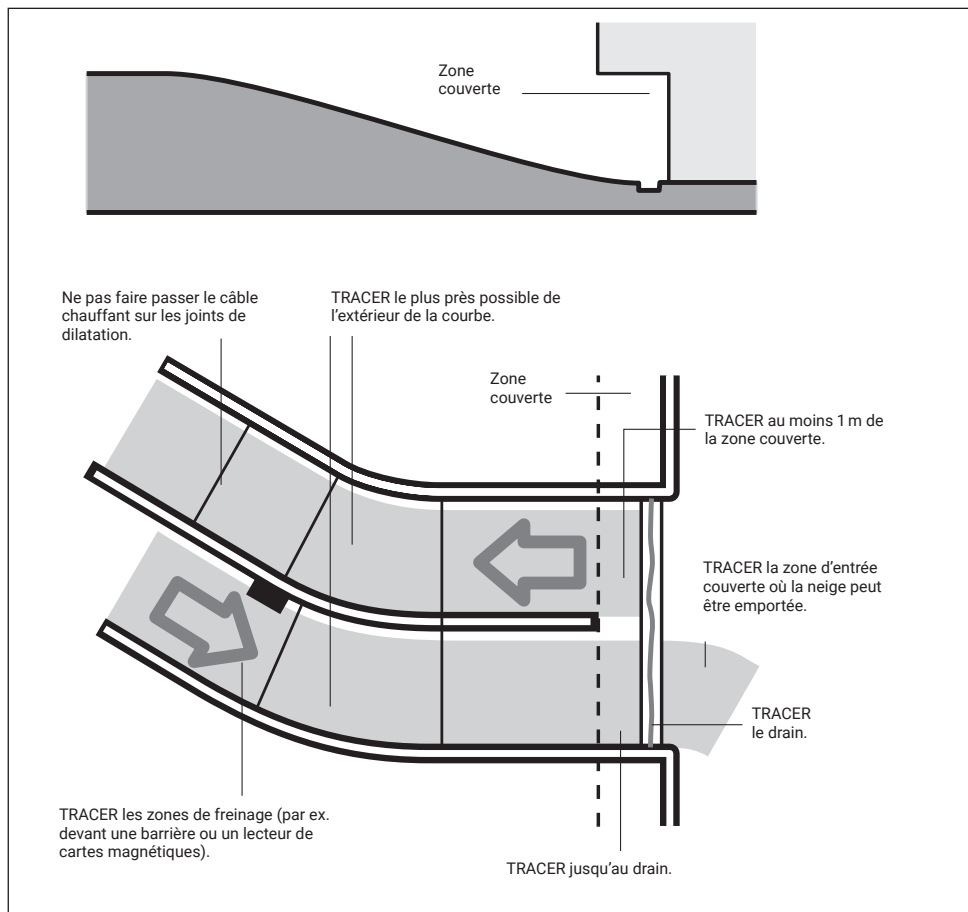 Zone
couverte
Ne pas faire passer le câble
chauffant sur les joints de
dilatation.
TRACER le plus près possible de
l’extérieur de la courbe.
Zone
couverte
TRACER au moins 1 m de
la zone couverte.
TRACER la zone d’entrée
couverte où la neige peut
être emportée.
TRACER
le drain.
TRACER les zones de freinage (par ex.
devant une barrière ou un lecteur de
cartes magnétiques).
TRACER jusqu’au drain.